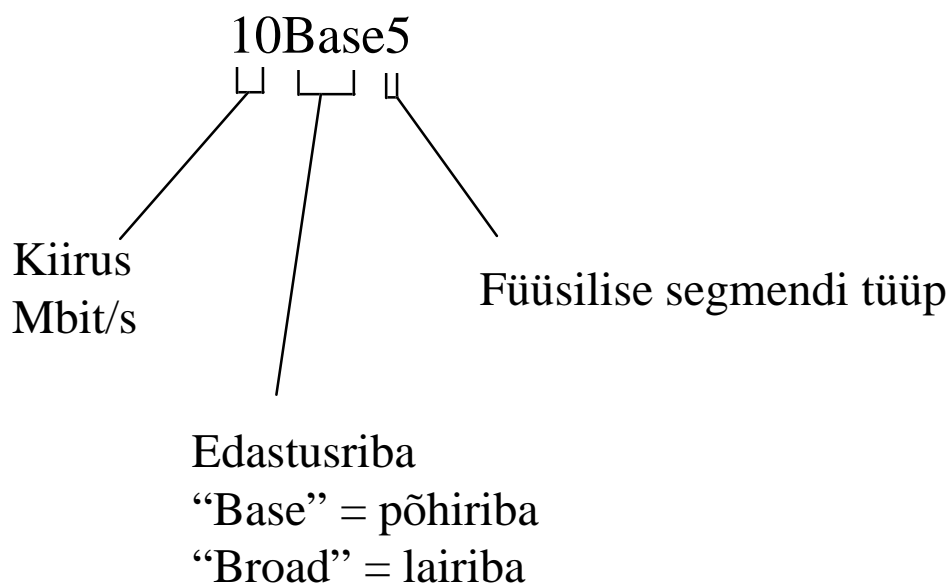 10Base5
Kiirus
Mbit/s
Füüsilise segmendi tüüp
Edastusriba
“Base” = põhiriba
“Broad” = lairiba